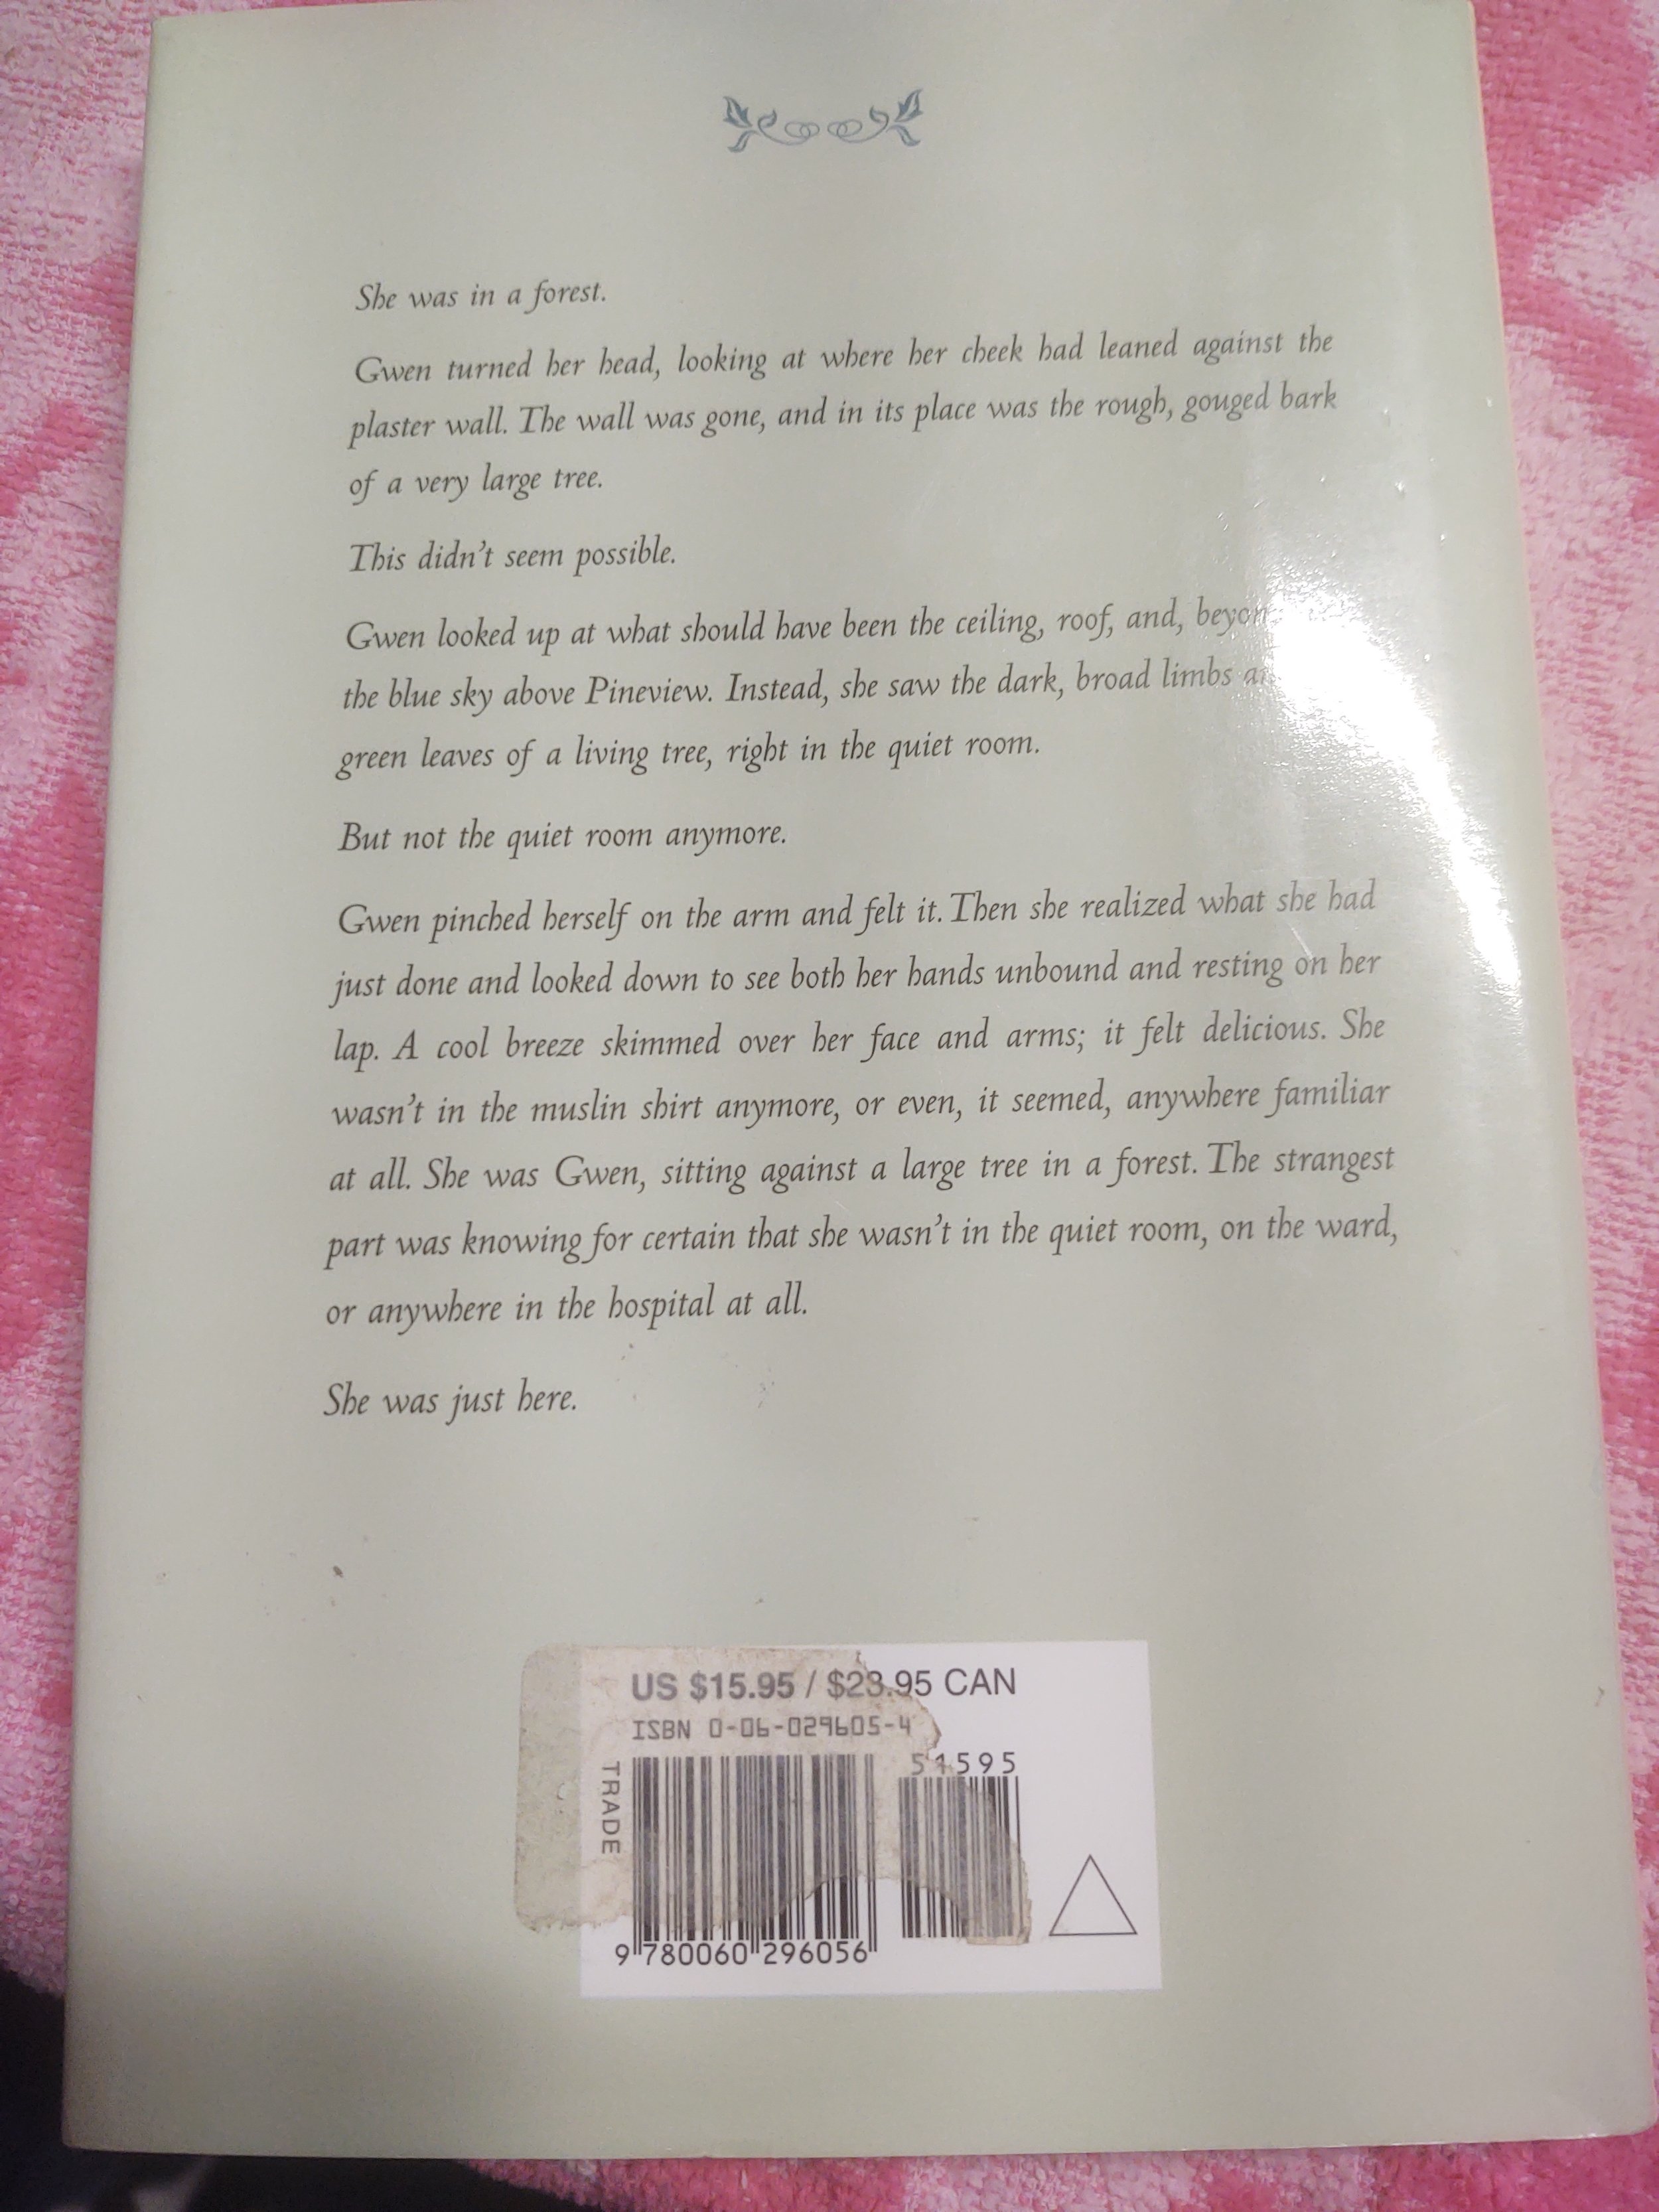 She was in a forest.
Gwen turned her head, looking at where her cheek had leaned against the
plaster wall. The wall was gone, and in its place was the rough, gouged bark
of a very large tree.
This didn't seem possible.
Gwen looked up at what should have been the ceiling, roof, and,
the blue sky above Pineview. Instead, she saw the dark, broad limbs
green leaves of a living tree, right in the quiet room.
But not the quiet room anymore.
Gwen pinched herself on the arm and felt it. Then she realized what she had
just done and looked down to see both her hands unbound and resting on her
lap. A cool breeze skimmed over her face and arms; it felt delicious. She
wasn't in the muslin shirt anymore, or even, it seemed, anywhere familiar
at all. She was Gwen, sitting against a large tree in a forest. The strangest
part was knowing for certain that she wasn't in the quiet room, on the ward,
or anywhere in the hospital at all.
She was just here.
US $15.95 / $23.95 CAN
ISBN 0-06-029605-4
51595
TRADE
9 780060 296056